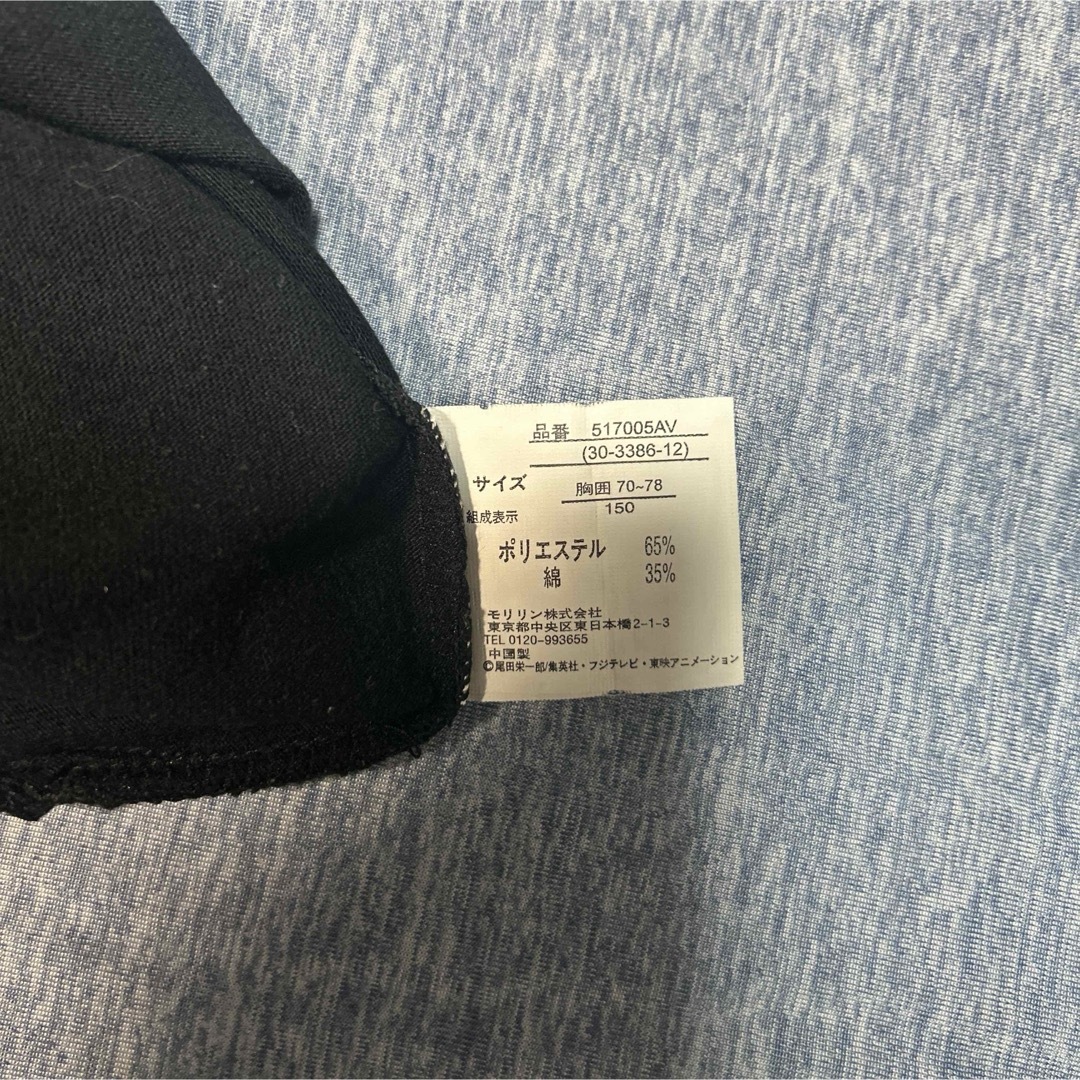 品番 517005AV
(30-3386-12)
サイズ 胸囲 70~78
150
組成表示
ポリエステル 65%
綿 35%
モリリン株式会社
東京都中央区東日本橋2-1-3
TEL 0120-993655
中国製
©尾田栄一郎/集英社・フジテレビ・東映アニメーション